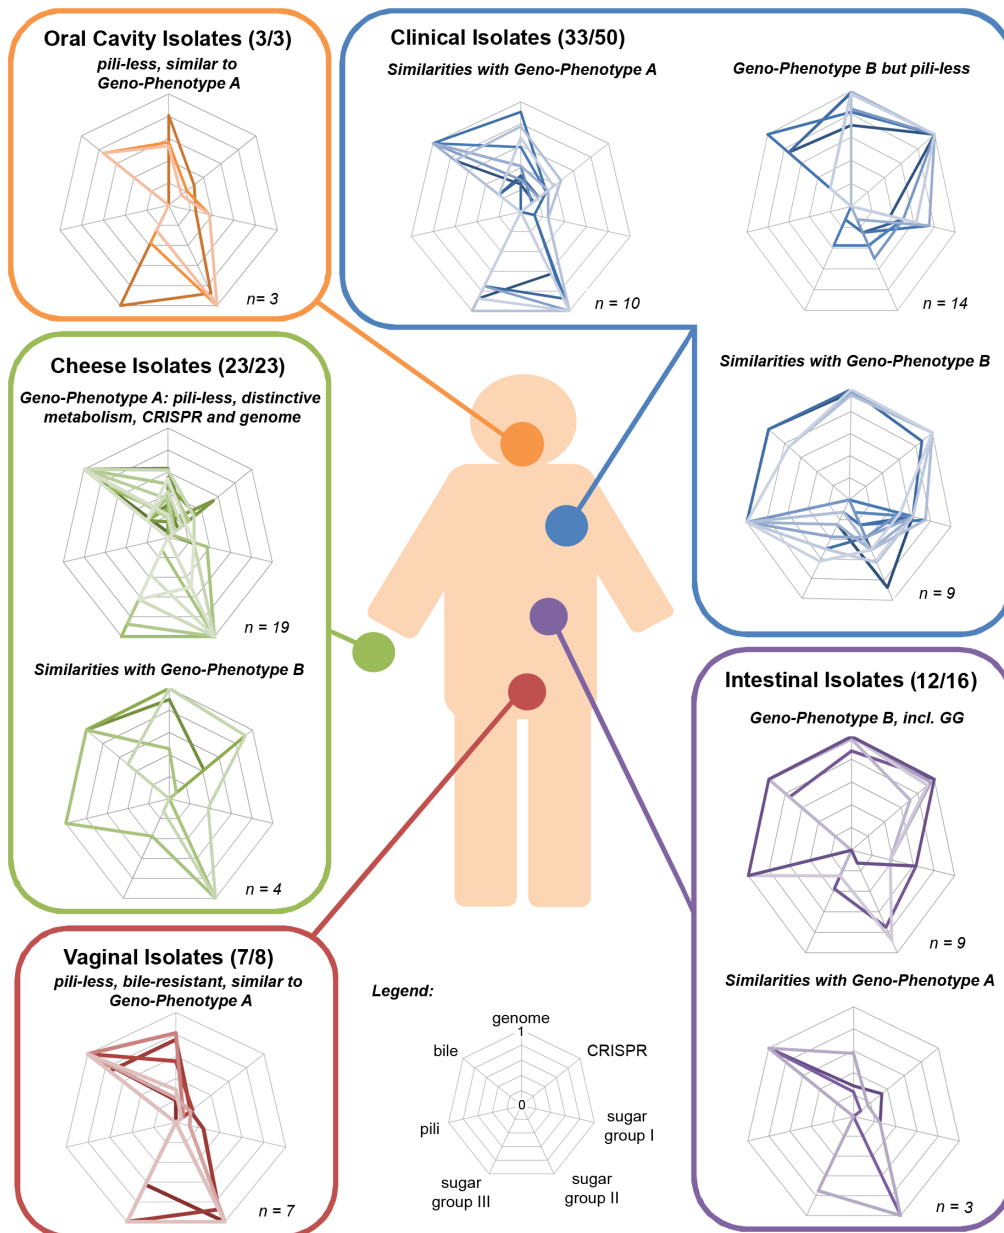 Oral Cavity Isolates (3/3)
pili-less, similar to
Geno-Phenotype A
n= 3
Clinical Isolates (33/50)
Similarities with Geno-Phenotype A
n = 10
Geno-Phenotype B but pili-less
n = 14
Similarities with Geno-Phenotype B
n = 9
Cheese Isolates (23/23)
Geno-Phenotype A: pili-less, distinctive
metabolism, CRISPR and genome
n = 19
Similarities with Geno-Phenotype B
n = 4
Intestinal Isolates (12/16)
Geno-Phenotype B, incl. GG
n = 9
Similarities with Geno-Phenotype A
n = 3
Vaginal Isolates (7/8)
pili-less, bile-resistant, similar to
Geno-Phenotype A
n = 7
Legend:
genome
1
bile
CRISPR
0
pili
sugar
group I
sugar
group III
sugar
group II